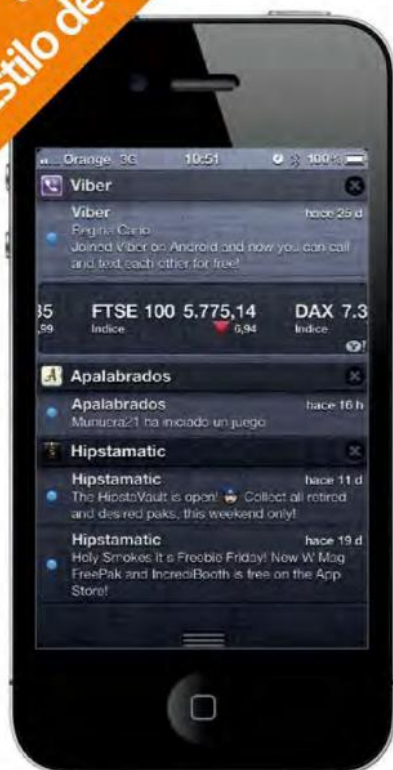 stilo de
Orange 3G 10:51 100%
Viber
Viber hace 25 d
Regina Cario
Joined Viber on Android and now you can call
and text each other for free!
35 FTSE 100 5.775,14 DAX 7.3
,99 Indice 6,94 Indice
Y!
Apalabrados
Apalabrados hace 16 h
Munuera21 ha iniciado un juego
Hipstamatic
Hipstamatic hace 11 d
The HipstaVault is open! Collect all retired
and desired paks, this weekend only!
Hipstamatic hace 19 d
Holy Smokes it's Freebie Friday! New W Mag
FreePak and IncrediBooth is free on the App
Store!